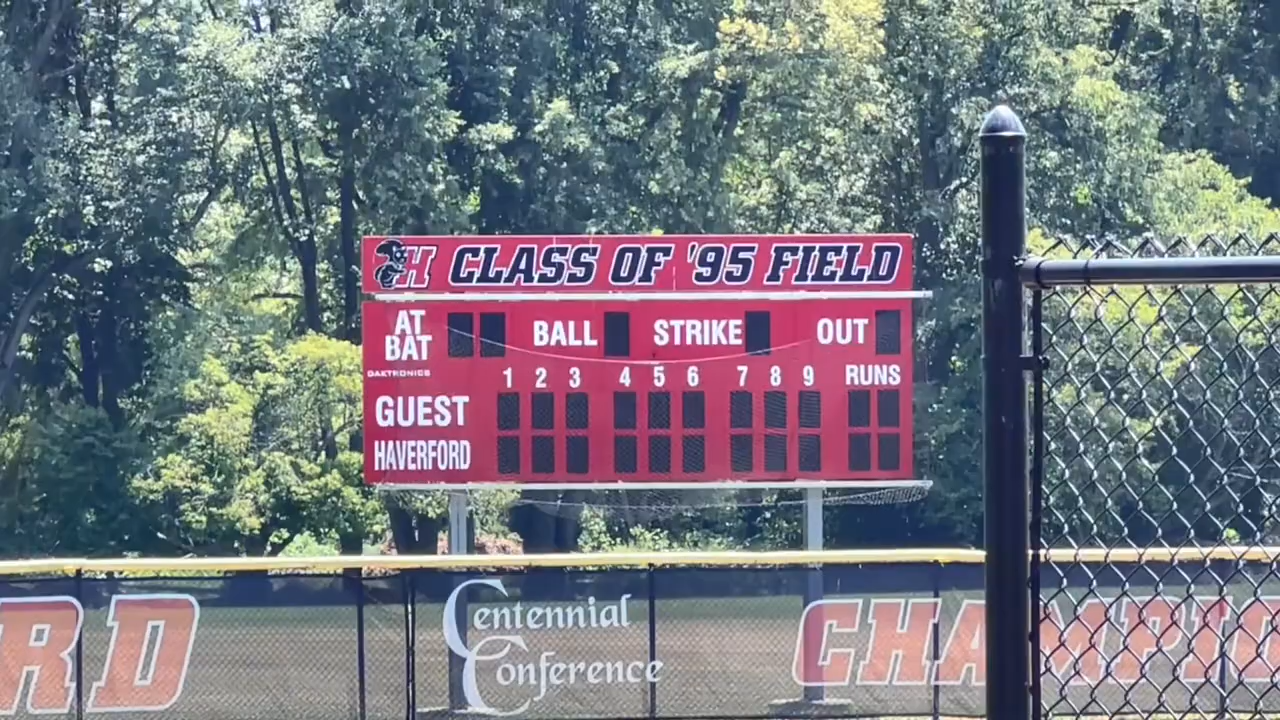 H CLASS OF '95 FIELD
AT BAT BALL STRIKE OUT
DAKTRONICS
1 2 3 4 5 6 7 8 9 RUNS
GUEST
HAVERFORD
RD Centennial Conference CHAMPIO